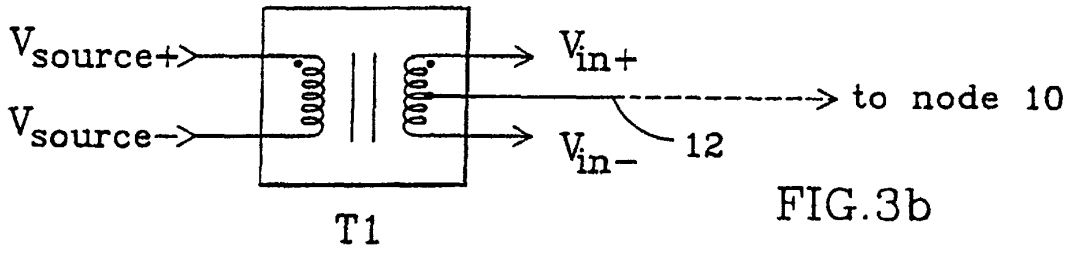 Vsource+
Vin+
to node 10
Vsource−
Vin−
12
T1
FIG.3b